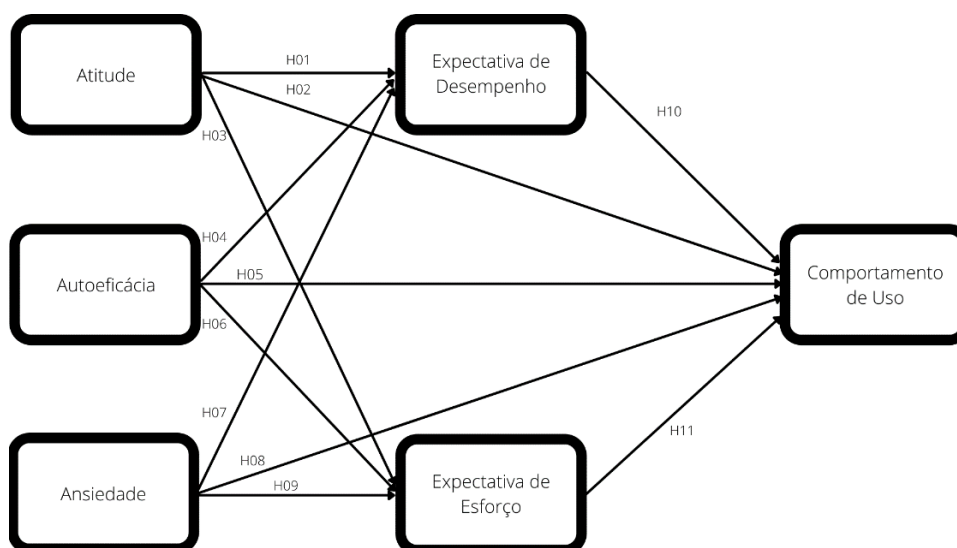 Atitude
H01
H02
H03
Expectativa de
Desempenho
H10
Autoeficácia
H04
H05
H06
Comportamento
de Uso
Ansiedade
H07
H08
H09
Expectativa de
Esforço
H11